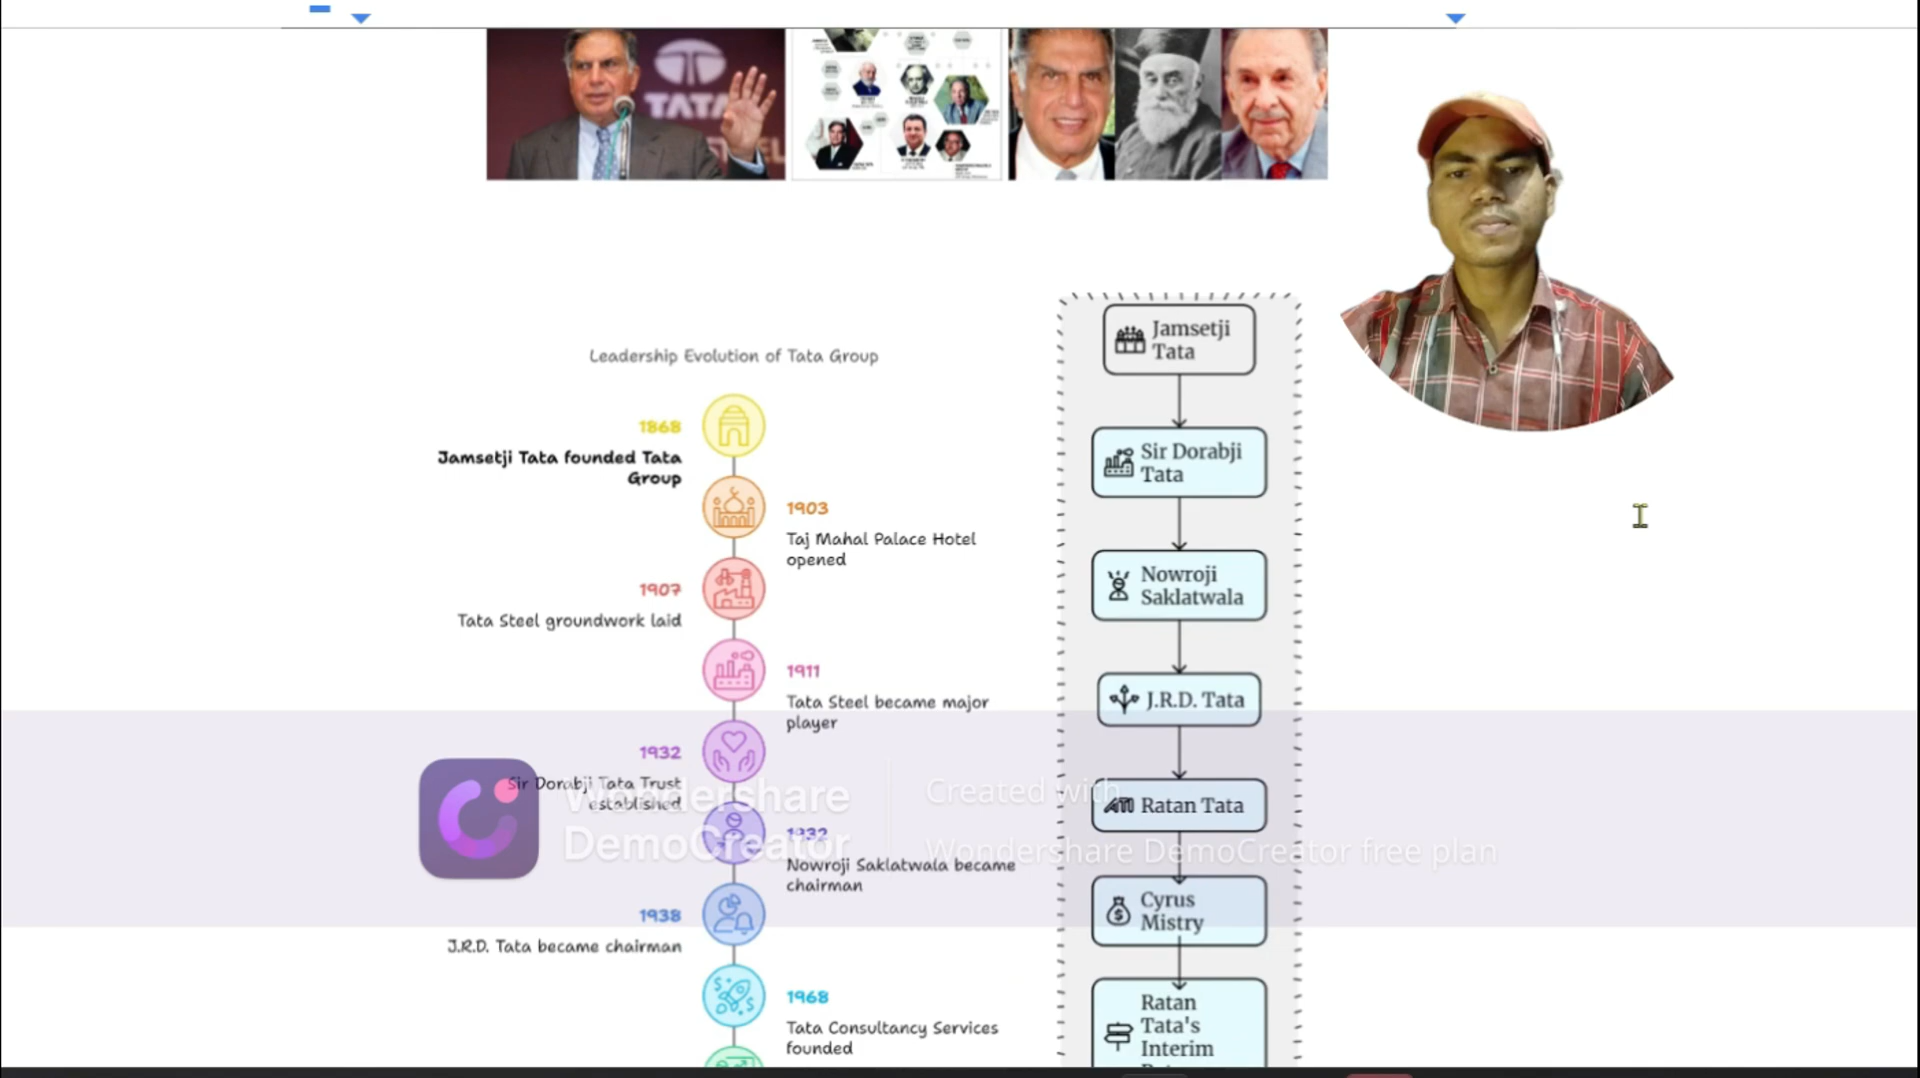 TATA
Leadership Evolution of Tata Group
1868
Jamsetji Tata founded Tata
Group
1903
Taj Mahal Palace Hotel
opened
1907
Tata Steel groundwork laid
1911
Tata Steel became major
player
1932
Sir Dorabji Tata Trust
established
1932
Nowroji Saklatwala became
chairman
1938
J.R.D. Tata became chairman
1968
Tata Consultancy Services
founded
Jamsetji
Tata
Sir Dorabji
Tata
Nowroji
Saklatwala
J.R.D. Tata
Ratan Tata
Cyrus
Mistry
Ratan
Tata's
Interim
Wondershare
DemoCreator
Created with
Wondershare DemoCreator free plan